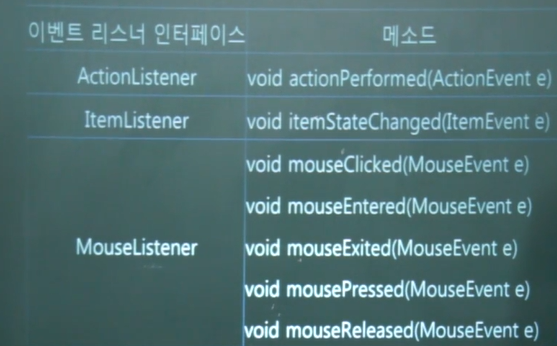 이벤트 리스너 인터페이스 메소드
ActionListener void actionPerformed(ActionEvent e)
ItemListener void itemStateChanged(ItemEvent e)
void mouseClicked(MouseEvent e)
void mouseEntered(MouseEvent e)
MouseListener void mouseExited(MouseEvent e)
void mousePressed(MouseEvent e)
void mouseReleased(MouseEvent e)